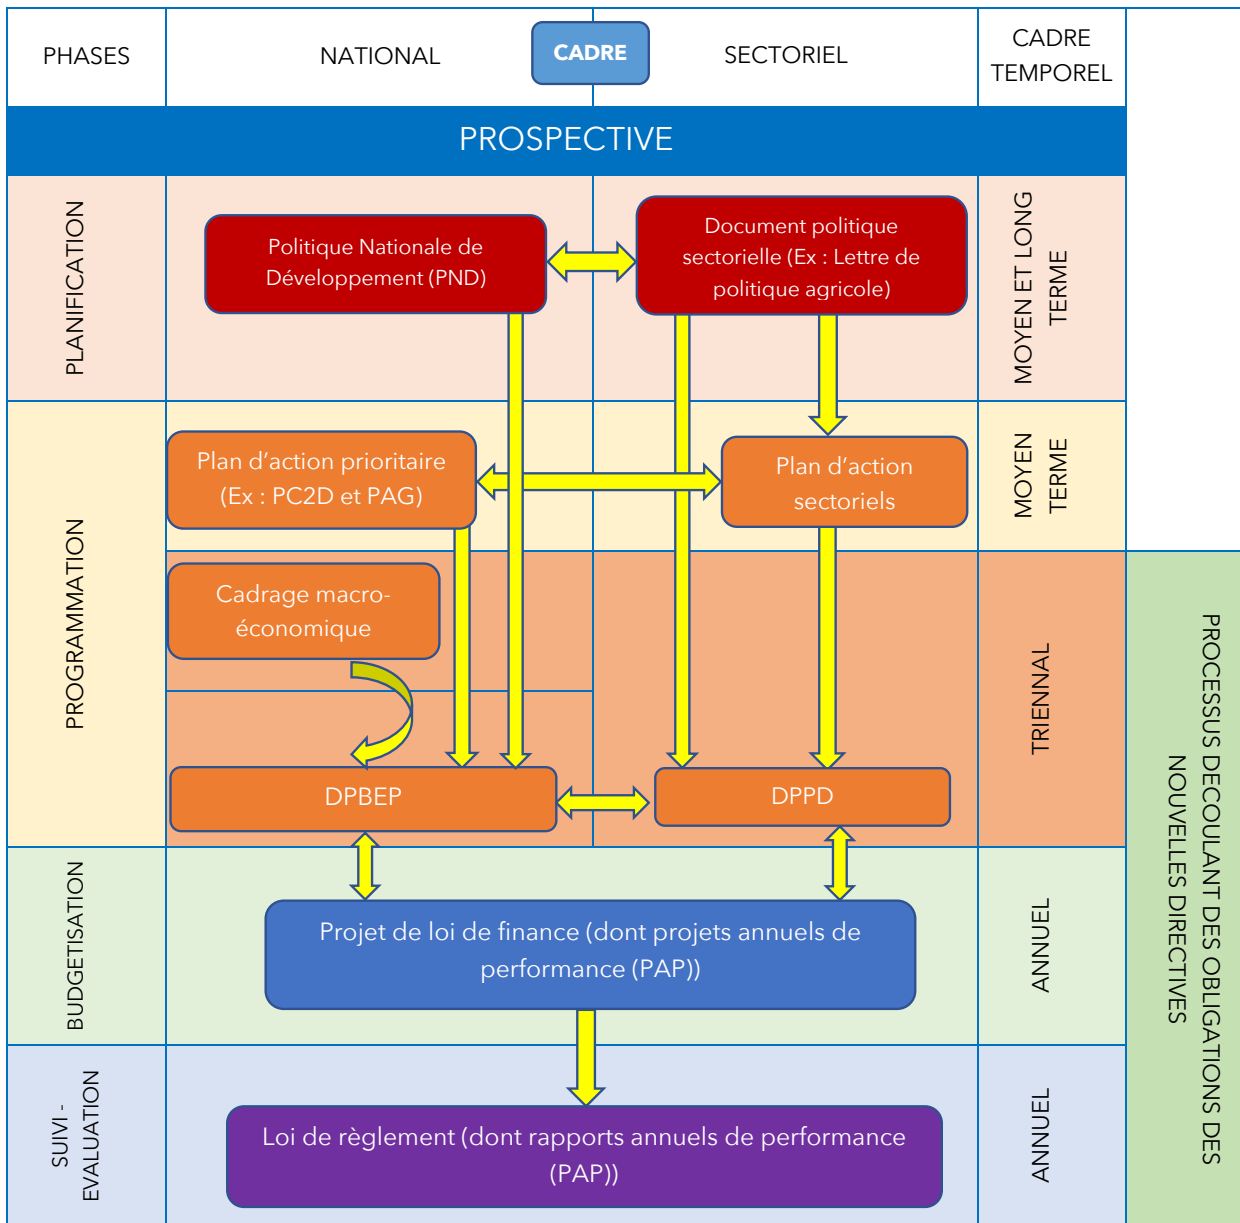 PHASES
NATIONAL
CADRE
SECTORIEL
CADRE
TEMPOREL
PROSPECTIVE
PLANIFICATION
Politique Nationale de
Développement (PND)
Document politique
sectorielle (Ex : Lettre de
politique agricole)
MOYEN ET LONG
TERME
PROGRAMMATION
Plan d’action prioritaire
(Ex : PC2D et PAG)
Plan d’action
sectoriels
MOYEN
TERME
Cadrage macro-
économique
TRIENNAL
DPBEP
DPPD
PROCESSUS DECOULANT DES OBLIGATIONS DES
NOUVELLES DIRECTIVES
BUDGETISATION
Projet de loi de finance (dont projets annuels de
performance (PAP))
ANNUEL
SUIVI -
EVALUATION
Loi de règlement (dont rapports annuels de performance
(PAP))
ANNUEL